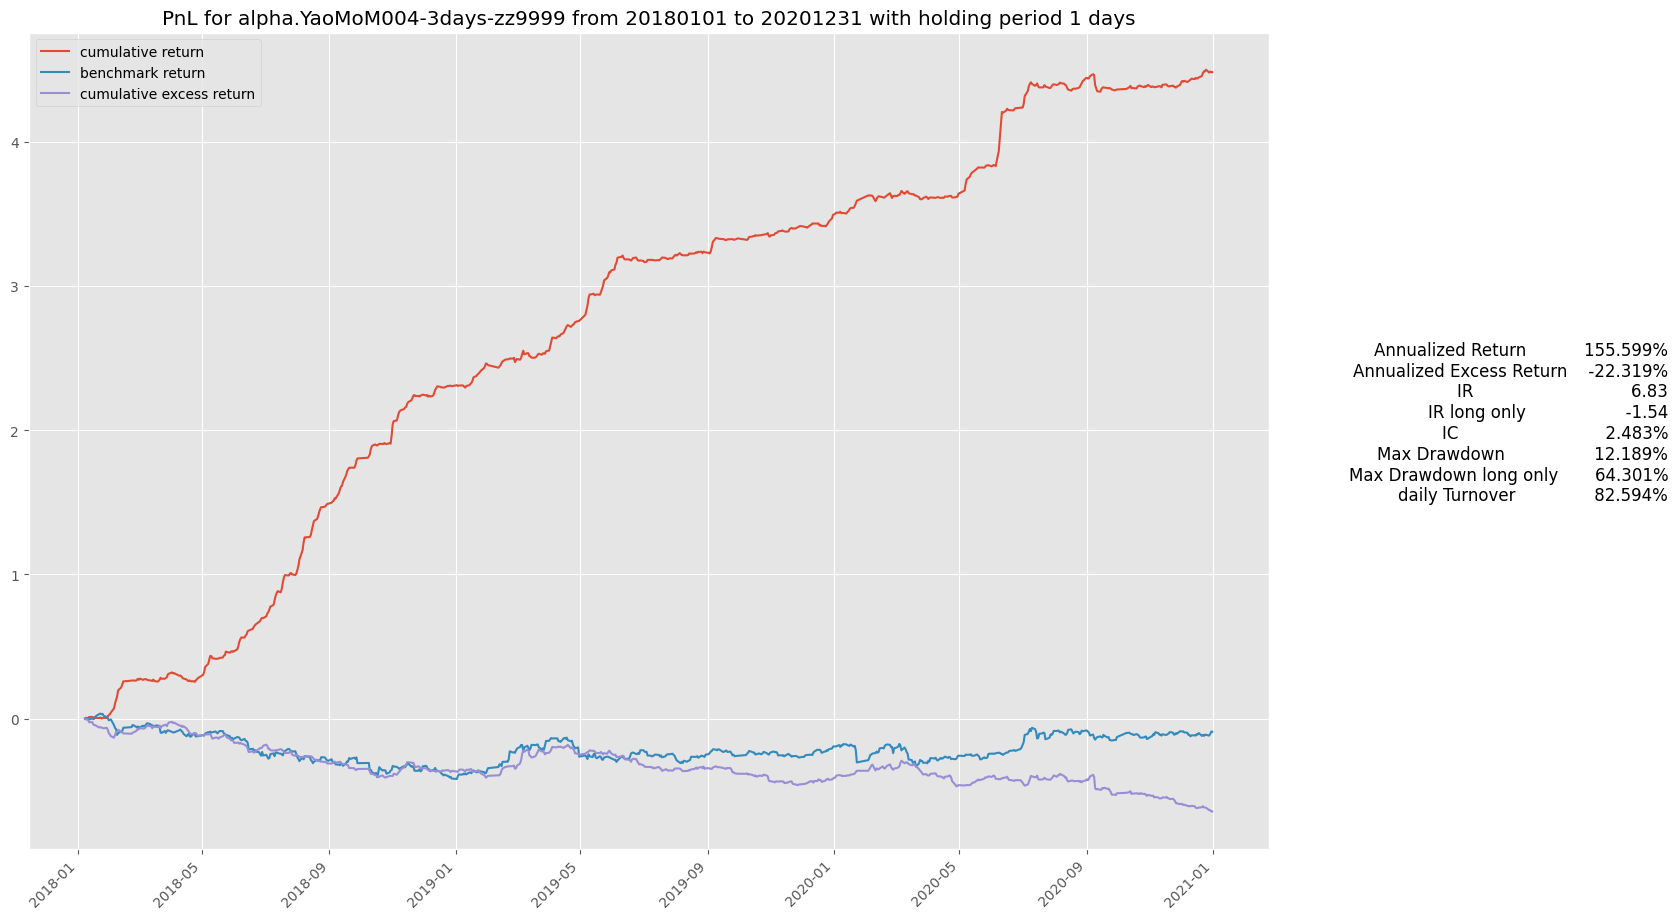 PnL for alpha.YaoMoM004-3days-zz9999 from 20180101 to 20201231 with holding period 1 days
cumulative return
benchmark return
cumulative excess return
4
3
2
1
0
2018-01
2018-05
2018-09
2019-01
2019-05
2019-09
2020-01
2020-05
2020-09
2021-01
Annualized Return 155.599%
Annualized Excess Return -22.319%
IR 6.83
IR long only -1.54
IC 2.483%
Max Drawdown 12.189%
Max Drawdown long only 64.301%
daily Turnover 82.594%